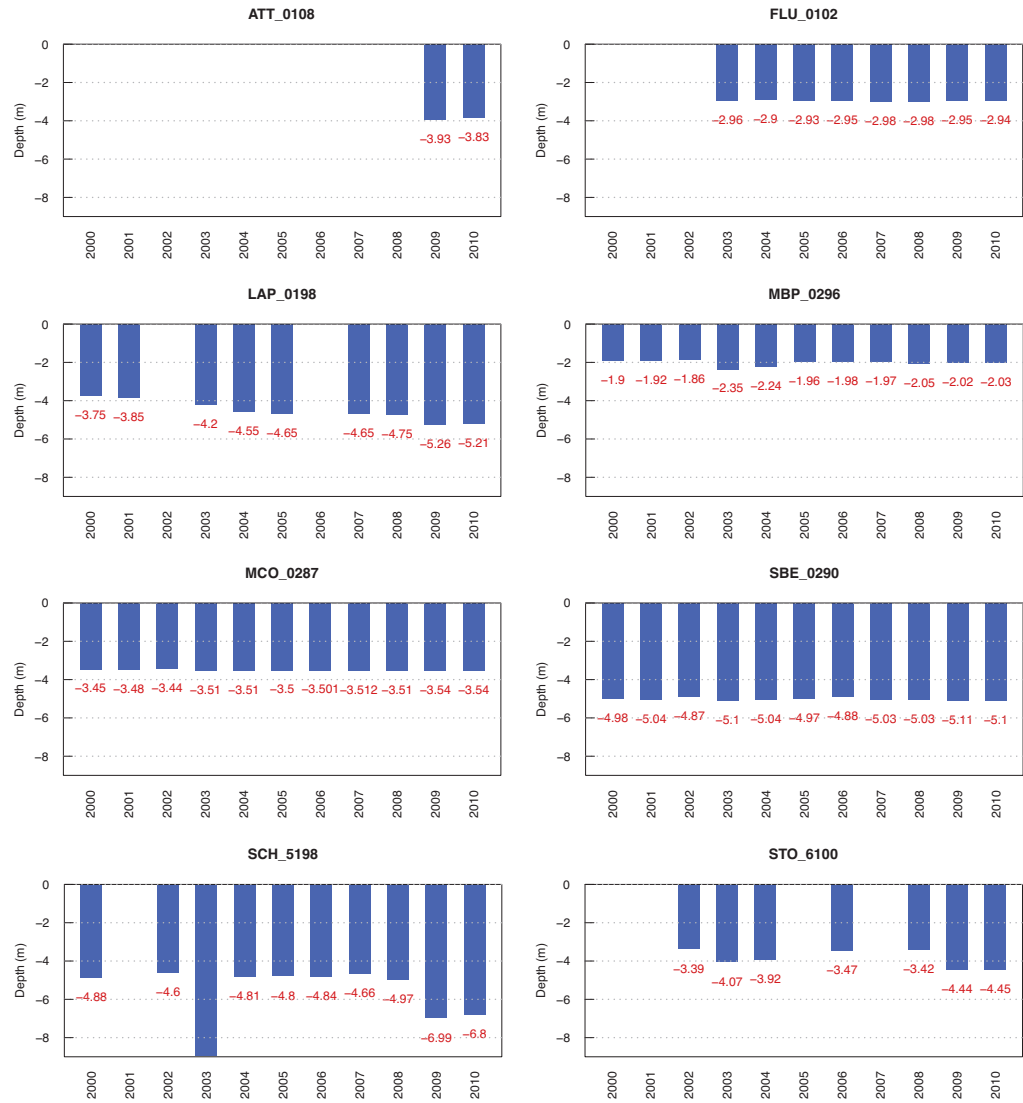 ATT_0108
Depth (m)
0
−2
−4
−6
−8
−3.93 −3.83
2000 2001 2002 2003 2004 2005 2006 2007 2008 2009 2010
FLU_0102
Depth (m)
0
−2
−4
−6
−8
−2.96 −2.9 −2.93 −2.95 −2.98 −2.98 −2.95 −2.94
2000 2001 2002 2003 2004 2005 2006 2007 2008 2009 2010
LAP_0198
Depth (m)
0
−2
−4
−6
−8
−3.75 −3.85 −4.2 −4.55 −4.65 −4.65 −4.75 −5.26 −5.21
2000 2001 2002 2003 2004 2005 2006 2007 2008 2009 2010
MBP_0296
Depth (m)
0
−2
−4
−6
−8
−1.9 −1.92 −1.86 −2.35 −2.24 −1.96 −1.98 −1.97 −2.05 −2.02 −2.03
2000 2001 2002 2003 2004 2005 2006 2007 2008 2009 2010
MCO_0287
Depth (m)
0
−2
−4
−6
−8
−3.45 −3.48 −3.44 −3.51 −3.51 −3.5 −3.501 −3.512 −3.51 −3.54 −3.54
2000 2001 2002 2003 2004 2005 2006 2007 2008 2009 2010
SBE_0290
Depth (m)
0
−2
−4
−6
−8
−4.98 −5.04 −4.87 −5.1 −5.04 −4.97 −4.88 −5.03 −5.03 −5.11 −5.1
2000 2001 2002 2003 2004 2005 2006 2007 2008 2009 2010
SCH_5198
Depth (m)
0
−2
−4
−6
−8
−4.88 −4.6 −4.81 −4.8 −4.84 −4.66 −4.97 −6.99 −6.8
2000 2001 2002 2003 2004 2005 2006 2007 2008 2009 2010
STO_6100
Depth (m)
0
−2
−4
−6
−8
−3.39 −4.07 −3.92 −3.47 −3.42 −4.44 −4.45
2000 2001 2002 2003 2004 2005 2006 2007 2008 2009 2010